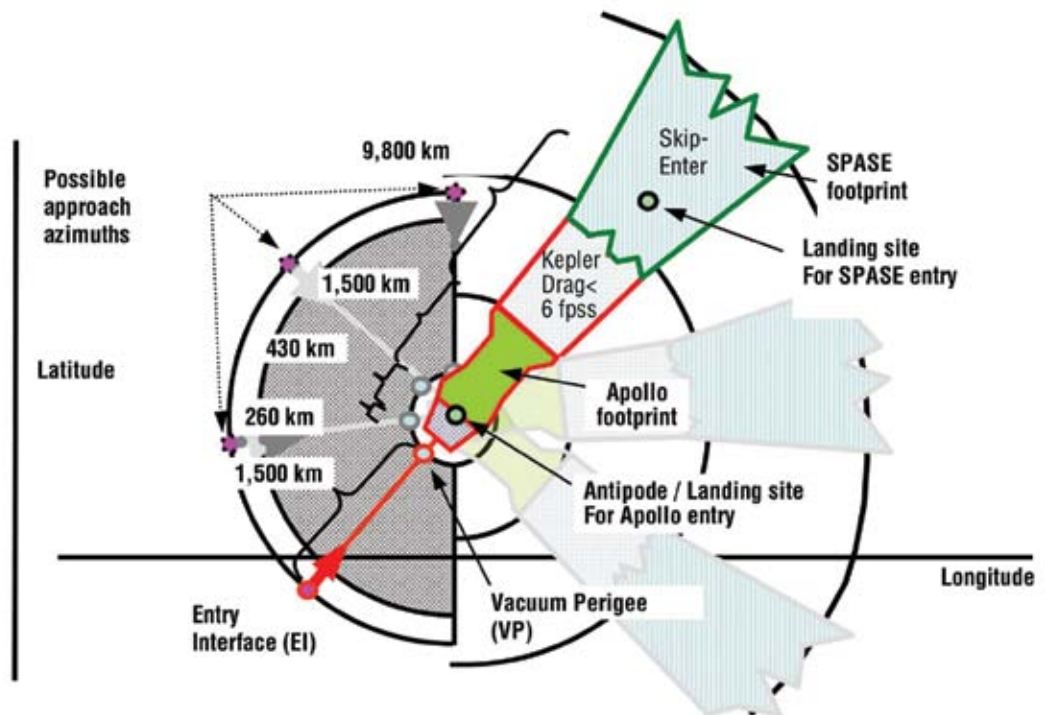 9,800 km
Possible
approach
azimuths
Skip-
Enter
SPASE
footprint
Landing site
For SPASE entry
Kepler
Drag<
6 fpss
1,500 km
430 km
Latitude
260 km
1,500 km
Apollo
footprint
Antipode / Landing site
For Apollo entry
Longitude
Entry
Interface (EI)
Vacuum Perigee
(VP)